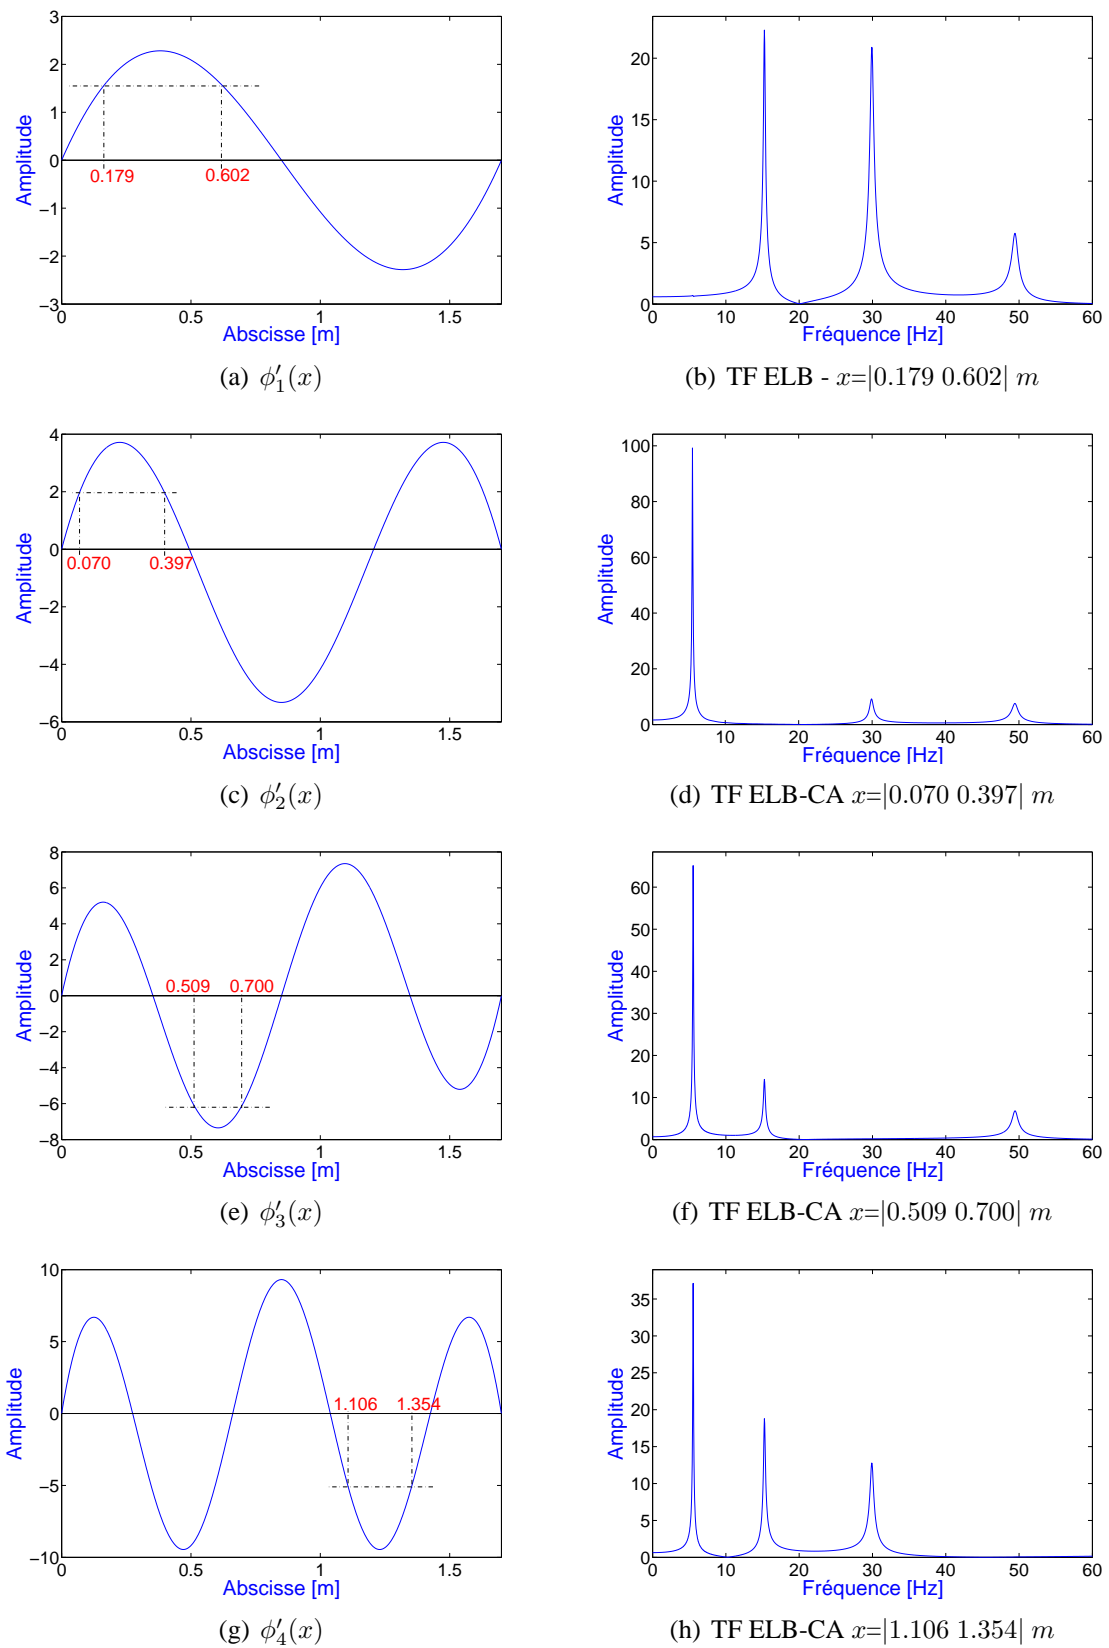 3
2
1
0
−1
−2
−3
0 0.5 1 1.5
Amplitude
0.179 0.602
Abscisse [m]
(a) ϕ′₁(x)
20
15
10
5
0
0 10 20 30 40 50 60
Amplitude
Fréquence [Hz]
(b) TF ELB - x=|0.179 0.602| m
4
2
0
−2
−4
−6
0 0.5 1 1.5
Amplitude
0.070 0.397
Abscisse [m]
(c) ϕ′₂(x)
100
80
60
40
20
0
0 10 20 30 40 50 60
Amplitude
Fréquence [Hz]
(d) TF ELB-CA x=|0.070 0.397| m
8
6
4
2
0
−2
−4
−6
−8
0 0.5 1 1.5
Amplitude
0.509 0.700
Abscisse [m]
(e) ϕ′₃(x)
60
50
40
30
20
10
0
0 10 20 30 40 50 60
Amplitude
Fréquence [Hz]
(f) TF ELB-CA x=|0.509 0.700| m
10
5
0
−5
−10
0 0.5 1 1.5
Amplitude
1.106 1.354
Abscisse [m]
(g) ϕ′₄(x)
35
30
25
20
15
10
5
0
0 10 20 30 40 50 60
Amplitude
Fréquence [Hz]
(h) TF ELB-CA x=|1.106 1.354| m